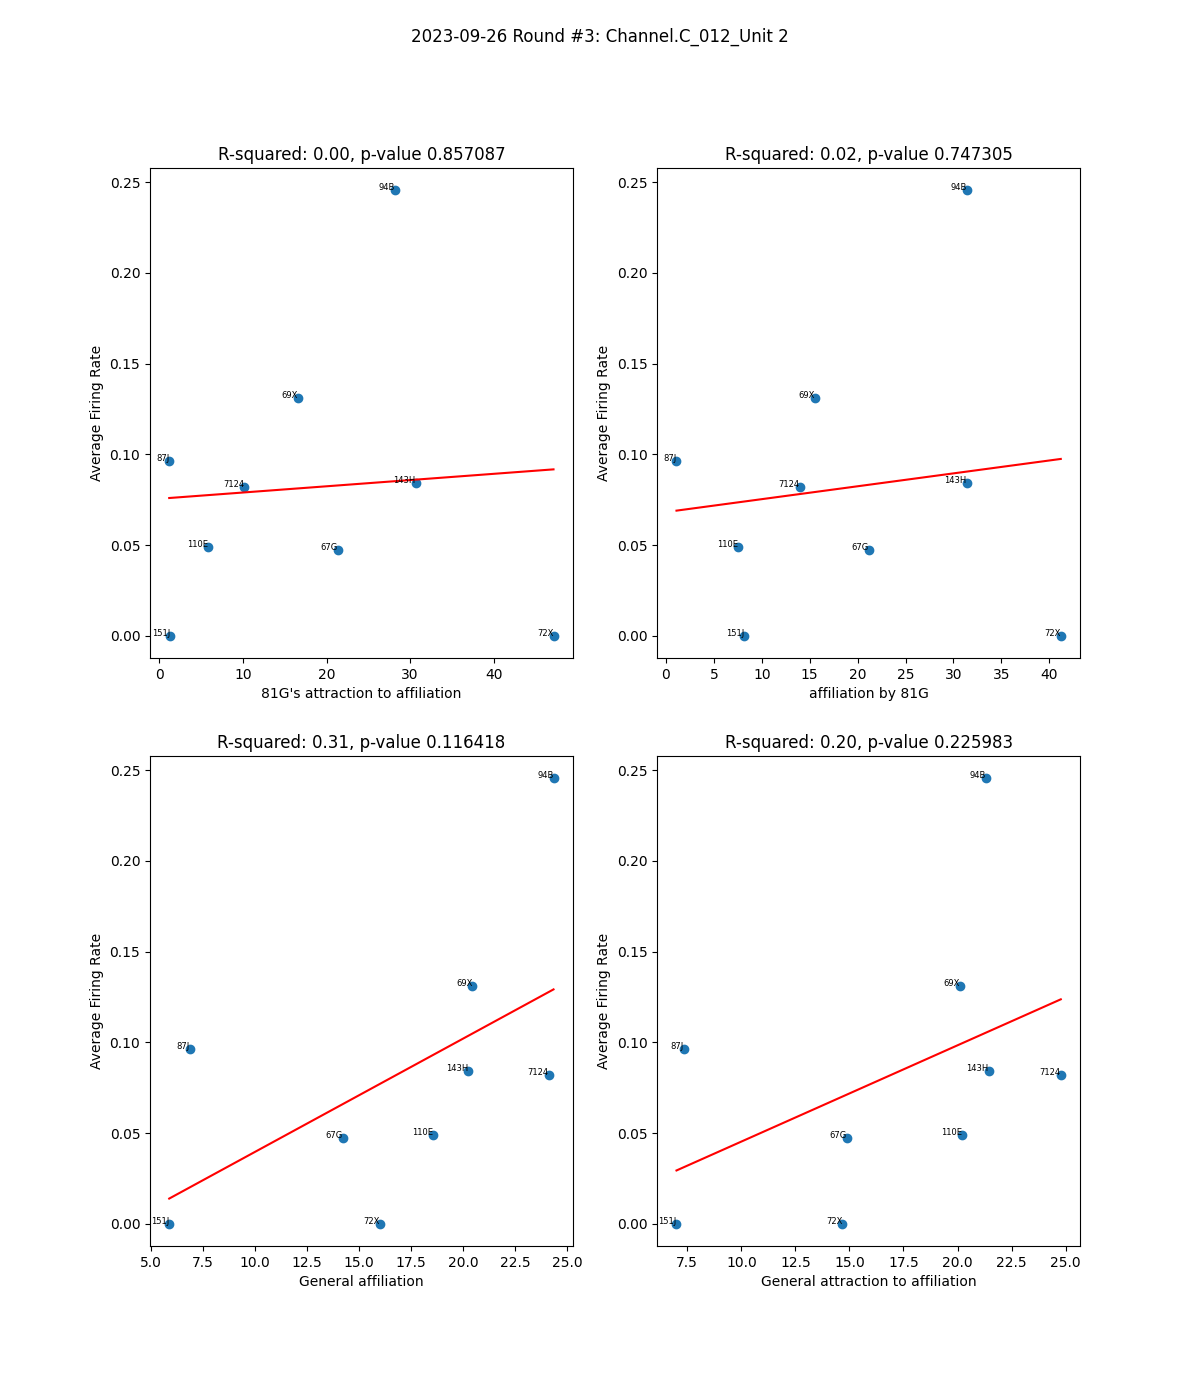 2023-09-26 Round #3: Channel.C_012_Unit 2
R-squared: 0.00, p-value 0.857087
0.25
0.20
0.15
0.10
0.05
0.00
Average Firing Rate
94B
69X
87J
7124
143H
110E
67G
151J
72X
0 10 20 30 40
81G's attraction to affiliation
R-squared: 0.02, p-value 0.747305
0.25
0.20
0.15
0.10
0.05
0.00
Average Firing Rate
94B
69X
87J
7124
143H
110E
67G
151J
72X
0 5 10 15 20 25 30 35 40
affiliation by 81G
R-squared: 0.31, p-value 0.116418
0.25
0.20
0.15
0.10
0.05
0.00
Average Firing Rate
94B
69X
87J
143H
7124
67G
110E
151J
72X
5.0 7.5 10.0 12.5 15.0 17.5 20.0 22.5 25.0
General affiliation
R-squared: 0.20, p-value 0.225983
0.25
0.20
0.15
0.10
0.05
0.00
Average Firing Rate
94B
69X
87J
143H
7124
67G
110E
151J
72X
7.5 10.0 12.5 15.0 17.5 20.0 22.5 25.0
General attraction to affiliation